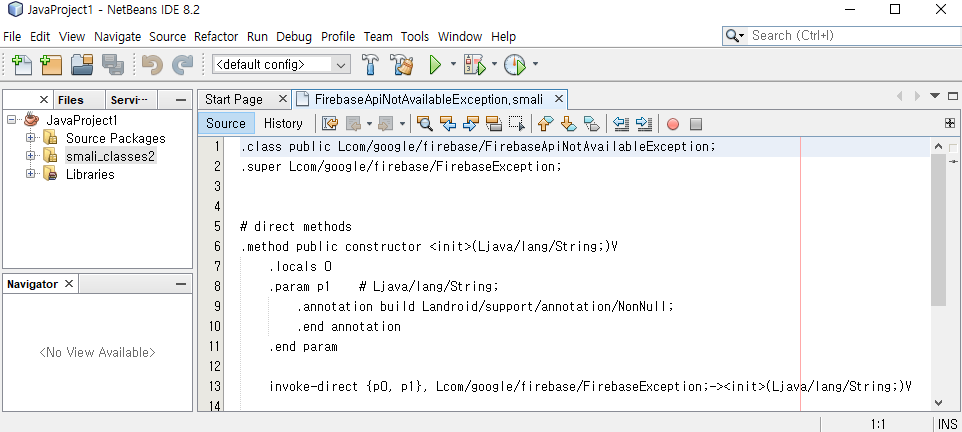 JavaProject1 - NetBeans IDE 8.2
File Edit View Navigate Source Refactor Run Debug Profile Team Tools Window Help
Search (Ctrl+I)
<default config>
Files Servi···
Start Page FirebaseApiNotAvailableException.smali
JavaProject1
Source Packages
smali_classes2
Libraries
Source History
1 .class public Lcom/google/firebase/FirebaseApiNotAvailableException;
2 .super Lcom/google/firebase/FirebaseException;
3
4
5 # direct methods
6 .method public constructor <init>(Ljava/lang/String;)V
7 .locals 0
8 .param p1 # Ljava/lang/String;
9 .annotation build Landroid/support/annotation/NonNull;
10 .end annotation
11 .end param
12
13 invoke-direct {p0, p1}, Lcom/google/firebase/FirebaseException;-><init>(Ljava/lang/String;)V
14
Navigator
<No View Available>
1:1 INS